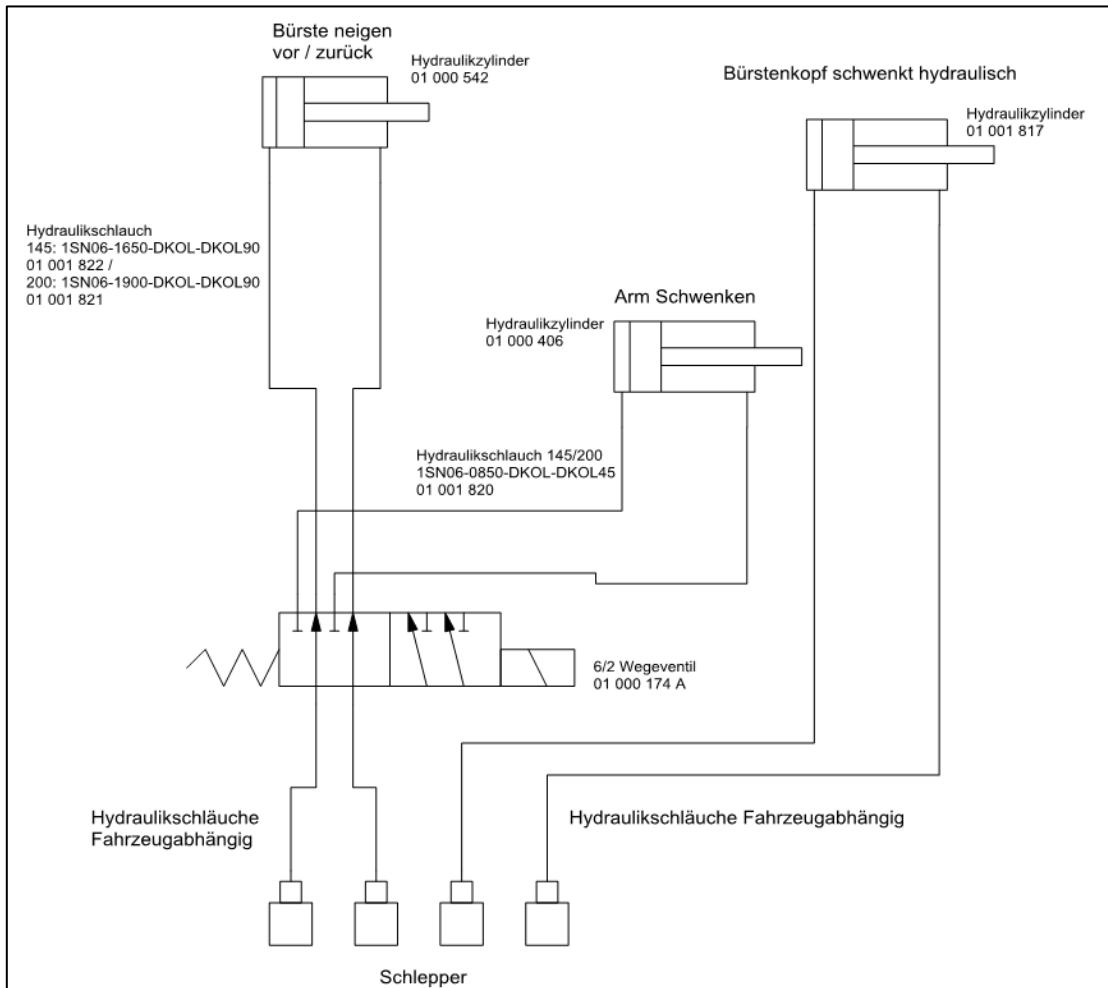 Bürste neigen
vor / zurück
Hydraulikzylinder
01 000 542
Bürstenkopf schwenkt hydraulisch
Hydraulikzylinder
01 001 817
Hydraulikschlauch
145: 1SN06-1650-DKOL-DKOL90
01 001 822 /
200: 1SN06-1900-DKOL-DKOL90
01 001 821
Arm Schwenken
Hydraulikzylinder
01 000 406
Hydraulikschlauch 145/200
1SN06-0850-DKOL-DKOL45
01 001 820
6/2 Wegeventil
01 000 174 A
Hydraulikschläuche
Fahrzeugabhängig
Hydraulikschläuche Fahrzeugabhängig
Schlepper